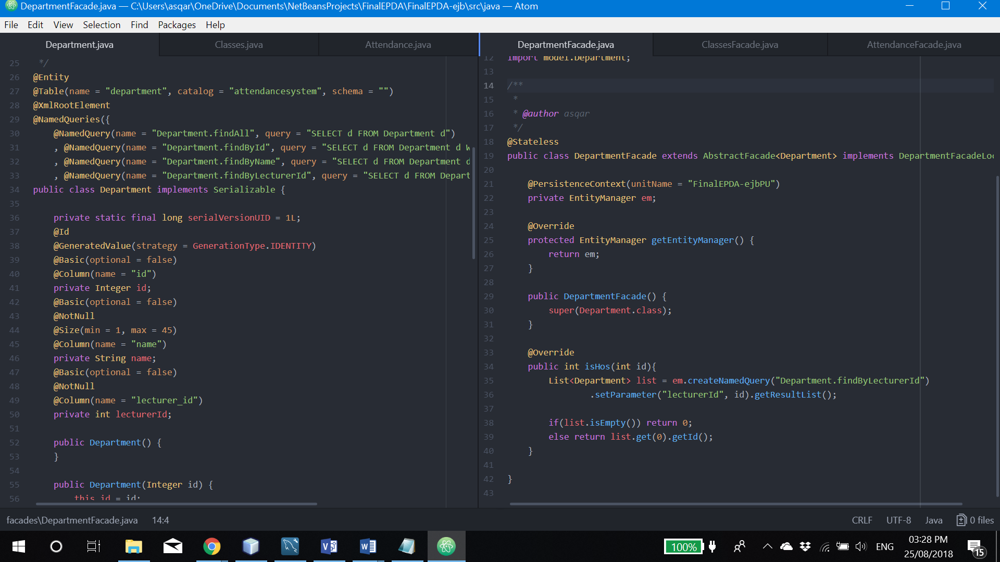 DepartmentFacade.java — C:\Users\asqar\OneDrive\Documents\NetBeansProjects\FinalEPDA\FinalEPDA-ejb\src\java — Atom
File Edit View Selection Find Packages Help
Department.java Classes.java Attendance.java
25 */
26 @Entity
27 @Table(name = "department", catalog = "attendancesystem", schema = "")
28 @XmlRootElement
29 @NamedQueries({
30 @NamedQuery(name = "Department.findAll", query = "SELECT d FROM Department d")
31 , @NamedQuery(name = "Department.findById", query = "SELECT d FROM Department d W
32 , @NamedQuery(name = "Department.findByName", query = "SELECT d FROM Department d
33 , @NamedQuery(name = "Department.findByLecturerId", query = "SELECT d FROM Depart
34 public class Department implements Serializable {
35
36 private static final long serialVersionUID = 1L;
37 @Id
38 @GeneratedValue(strategy = GenerationType.IDENTITY)
39 @Basic(optional = false)
40 @Column(name = "id")
41 private Integer id;
42 @Basic(optional = false)
43 @NotNull
44 @Size(min = 1, max = 45)
45 @Column(name = "name")
46 private String name;
47 @Basic(optional = false)
48 @NotNull
49 @Column(name = "lecturer_id")
50 private int lecturerId;
51
52 public Department() {
53 }
54
55 public Department(Integer id) {
56 this.id = id;
DepartmentFacade.java ClassesFacade.java AttendanceFacade.java
12 import model.Department;
13
14 /**
15 *
16 * @author asqar
17 */
18 @Stateless
19 public class DepartmentFacade extends AbstractFacade<Department> implements DepartmentFacadeLoc
20
21 @PersistenceContext(unitName = "FinalEPDA-ejbPU")
22 private EntityManager em;
23
24 @Override
25 protected EntityManager getEntityManager() {
26 return em;
27 }
28
29 public DepartmentFacade() {
30 super(Department.class);
31 }
32
33 @Override
34 public int isHos(int id){
35 List<Department> list = em.createNamedQuery("Department.findByLecturerId")
36 .setParameter("lecturerId", id).getResultList();
37
38 if(list.isEmpty()) return 0;
39 else return list.get(0).getId();
40 }
41
42 }
43
facades\DepartmentFacade.java 14:4 CRLF UTF-8 Java 0 files
100% ENG 03:28 PM
25/08/2018 15